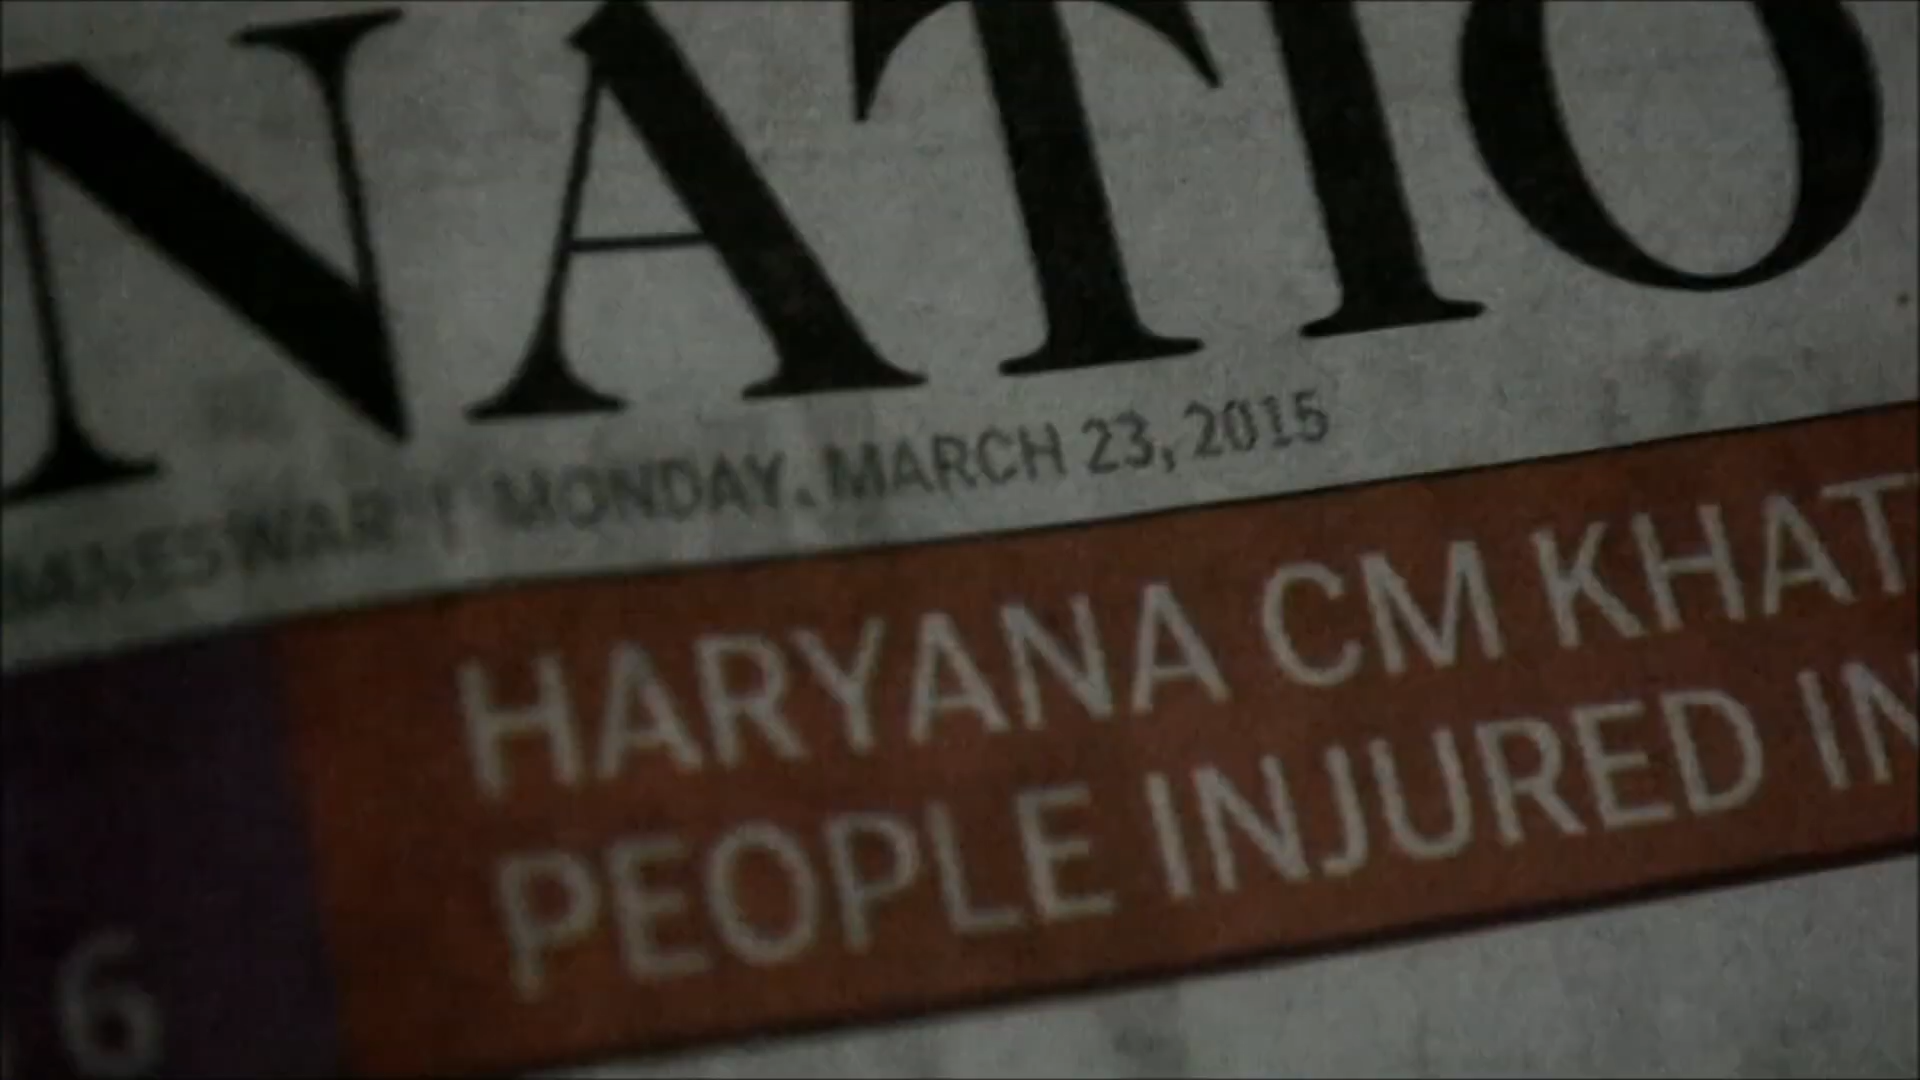 NATIO
MONDAY, MARCH 23, 2015
HARYANA CM KHAT
PEOPLE INJURED IN
6